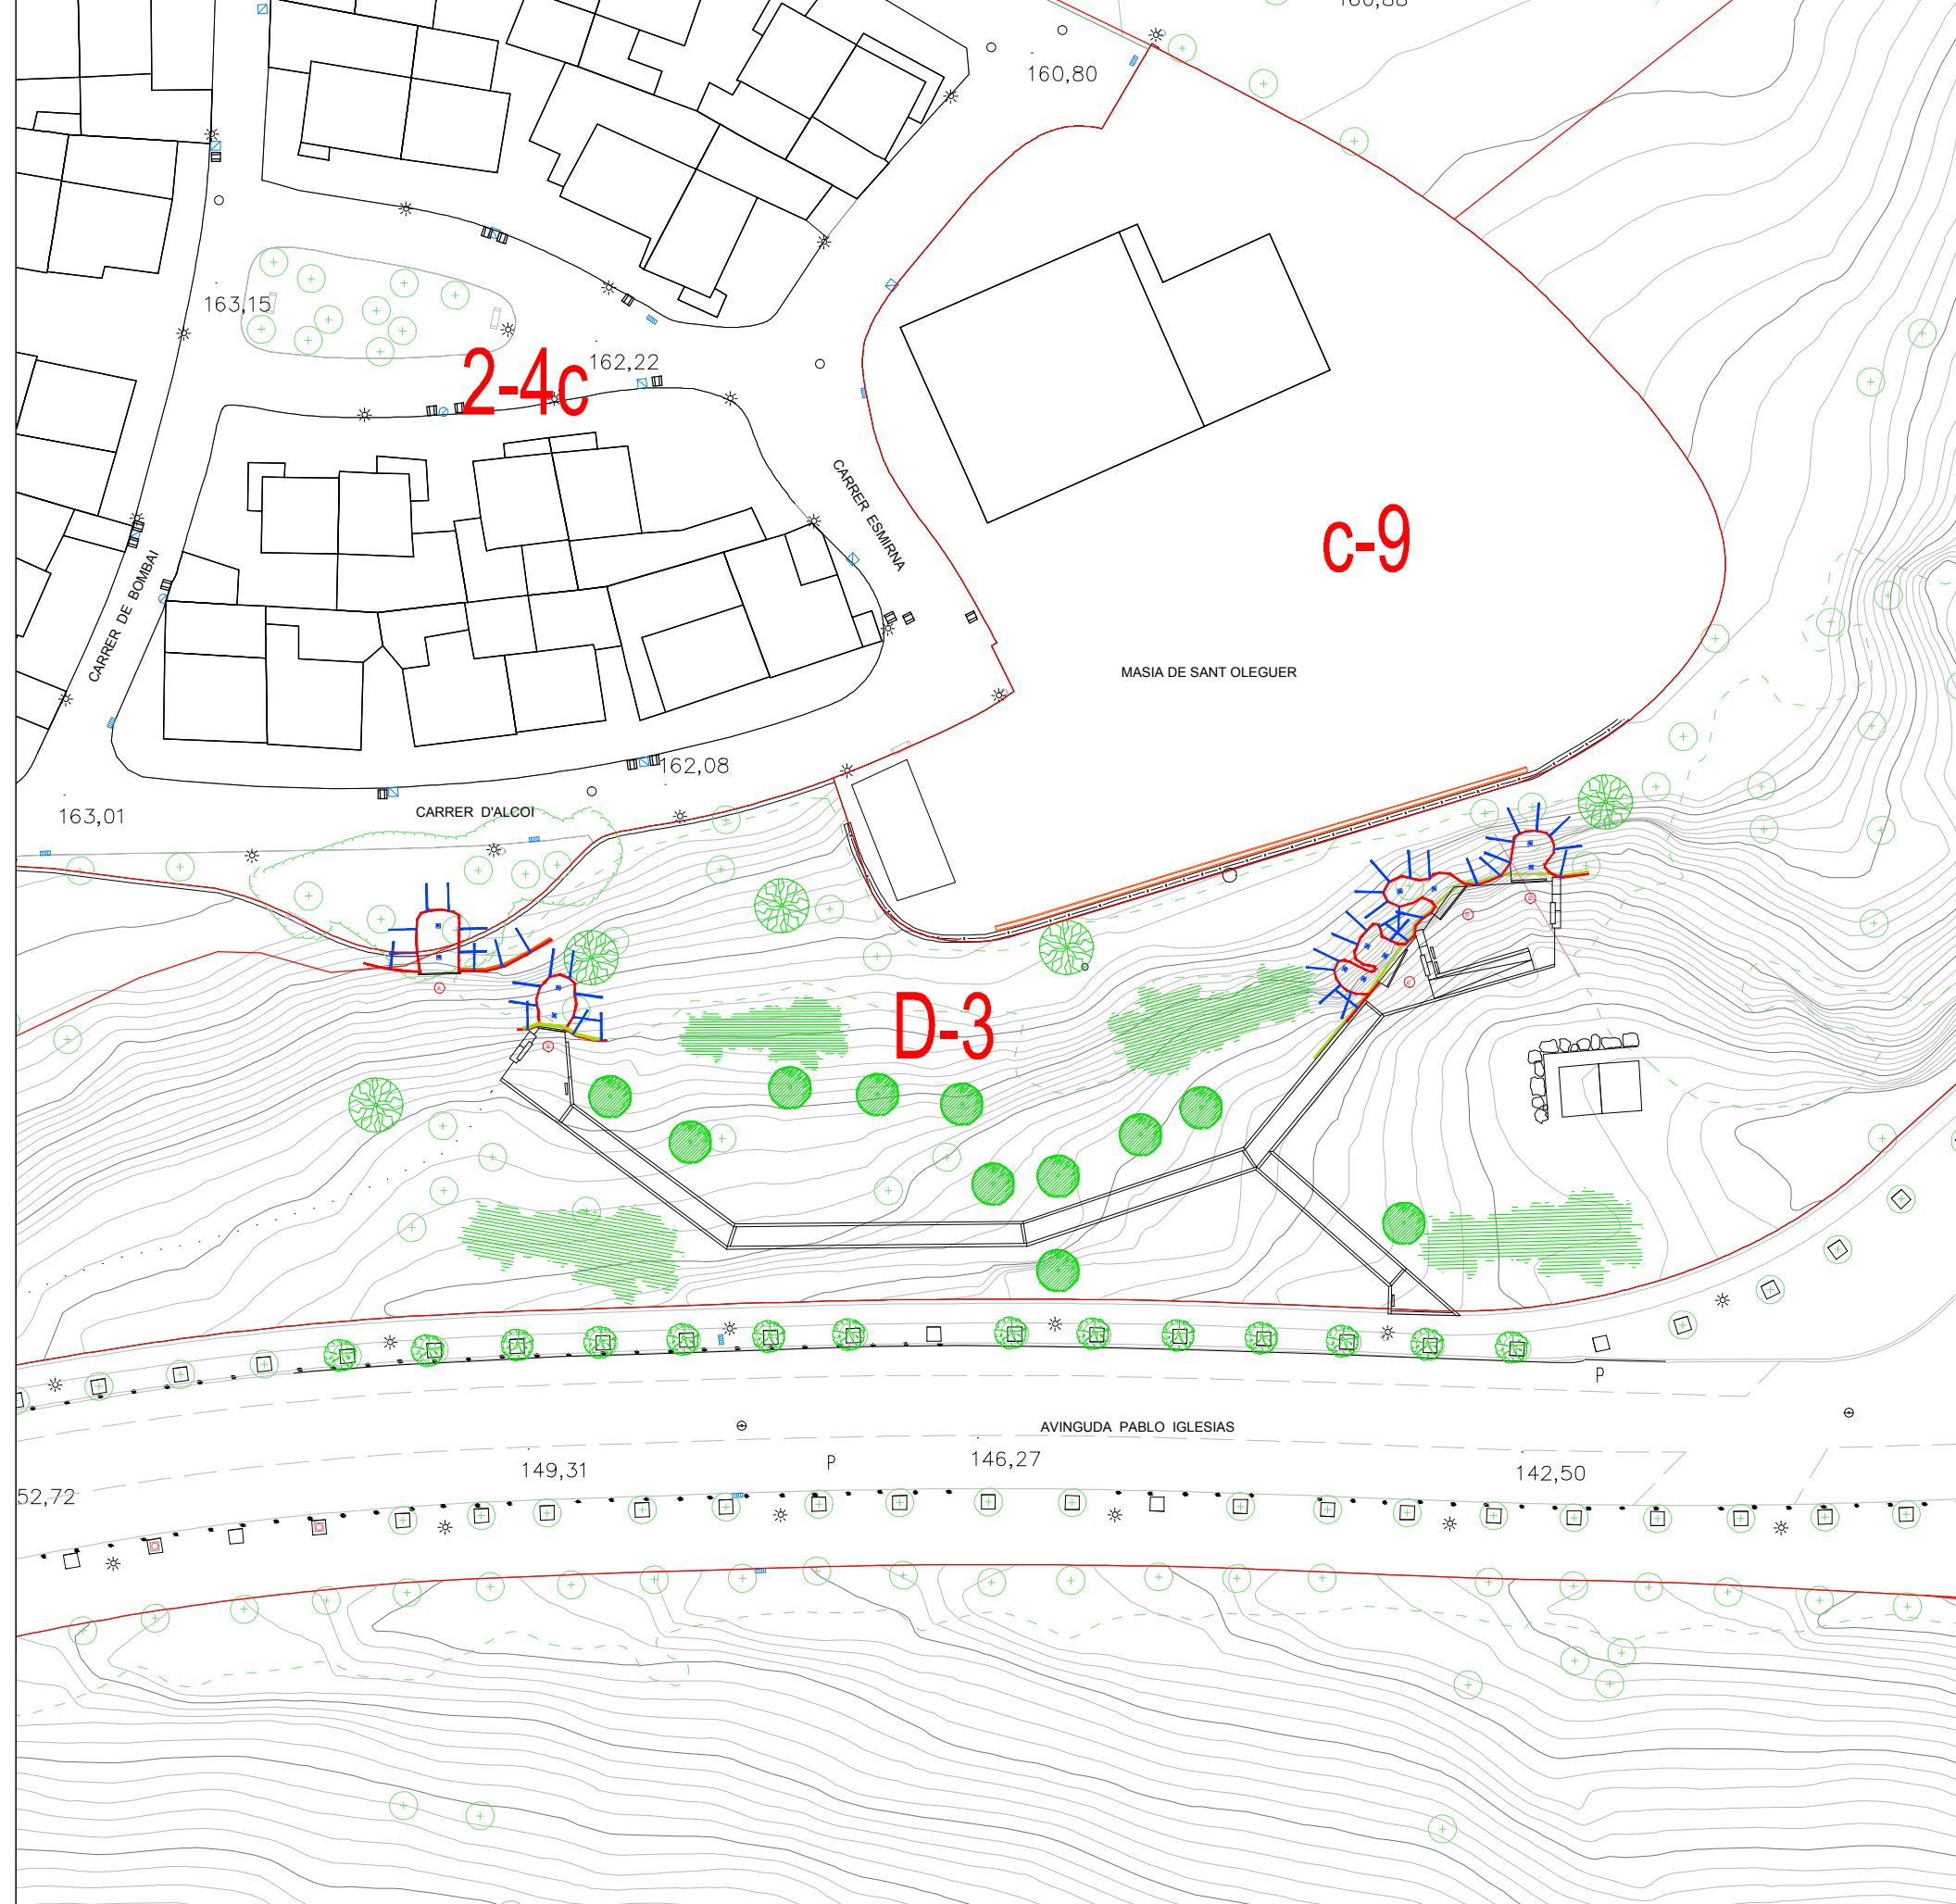 160,80
163,15
162,22
2-4c
CARRER ESMIRNA
c-9
CARRER DE BOMBAI
MASIA DE SANT OLEGUER
162,08
163,01
CARRER D'ALCOI
D-3
P
AVINGUDA PABLO IGLESIAS
149,31
P
146,27
142,50
52,72